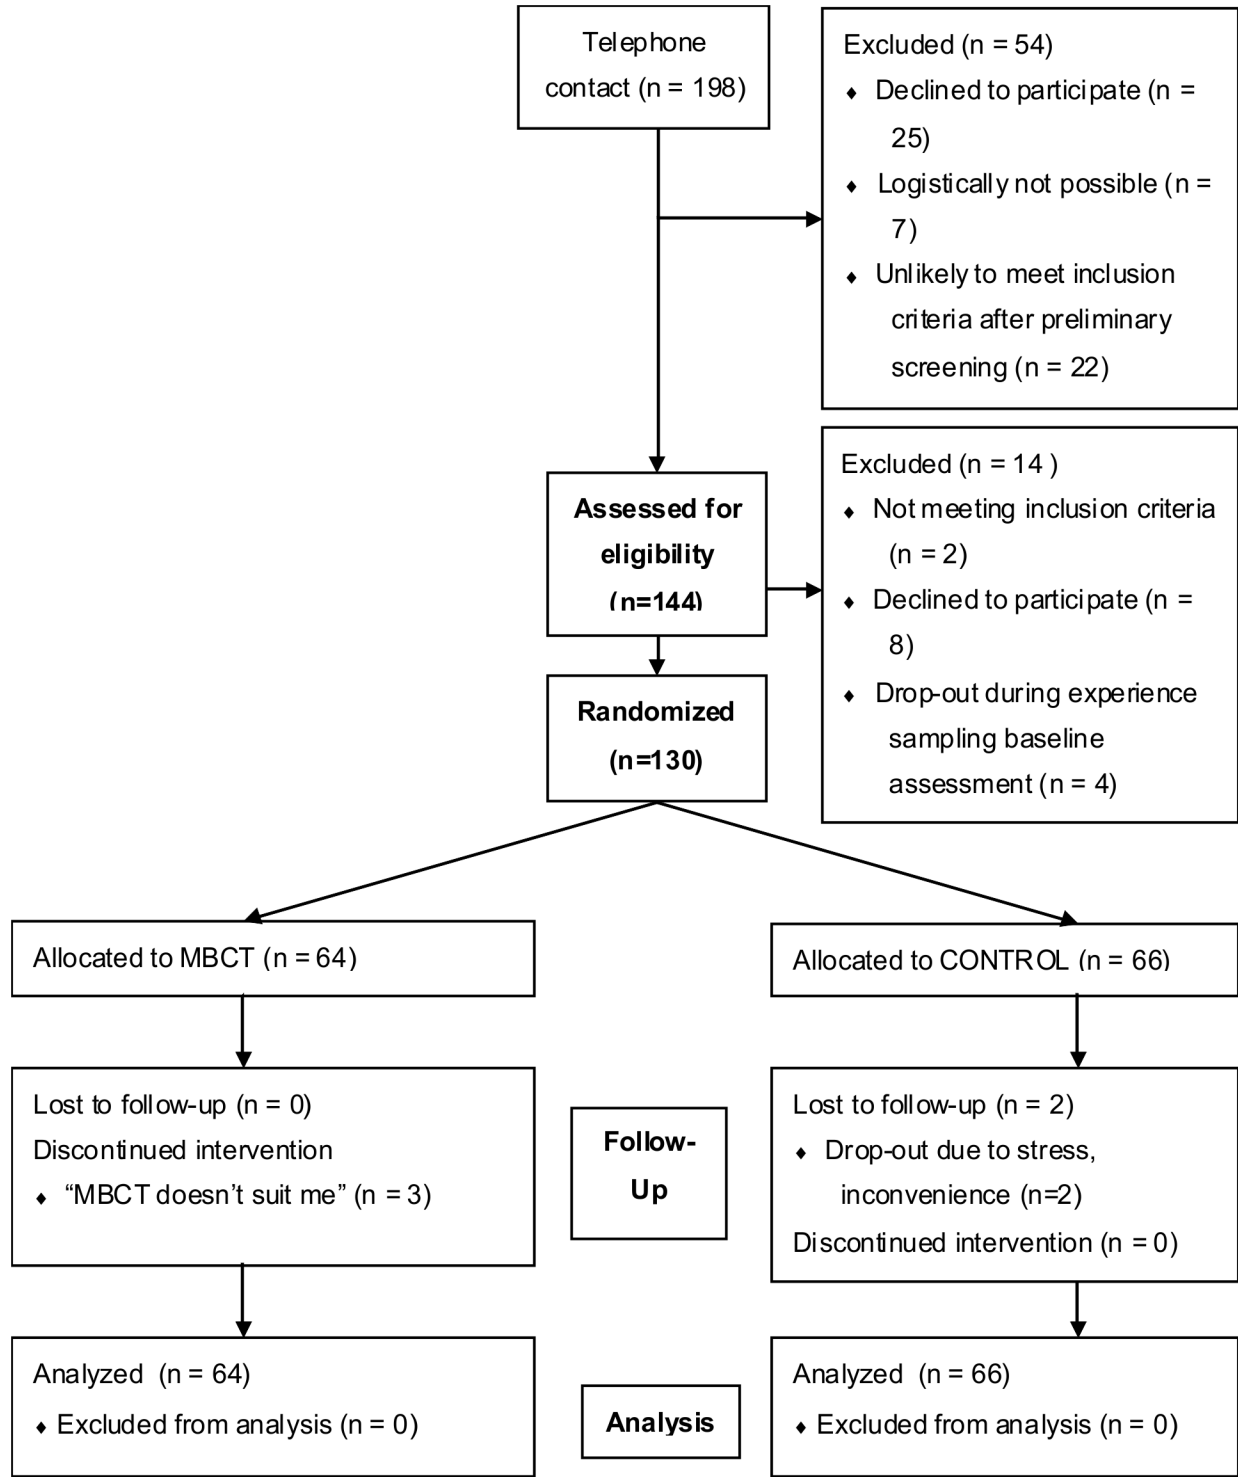 Telephone
contact (n = 198)
Excluded (n = 54)
♦ Declined to participate (n =
25)
♦ Logistically not possible (n =
7)
♦ Unlikely to meet inclusion
criteria after preliminary
screening (n = 22)
Assessed for
eligibility
(n=144)
Excluded (n = 14 )
♦ Not meeting inclusion criteria
(n = 2)
♦ Declined to participate (n =
8)
♦ Drop-out during experience
sampling baseline
assessment (n = 4)
Randomized
(n=130)
Allocated to MBCT (n = 64)
Allocated to CONTROL (n = 66)
Lost to follow-up (n = 0)
Discontinued intervention
♦ “MBCT doesn’t suit me” (n = 3)
Follow-
Up
Lost to follow-up (n = 2)
♦ Drop-out due to stress,
inconvenience (n=2)
Discontinued intervention (n = 0)
Analyzed (n = 64)
♦ Excluded from analysis (n = 0)
Analysis
Analyzed (n = 66)
♦ Excluded from analysis (n = 0)